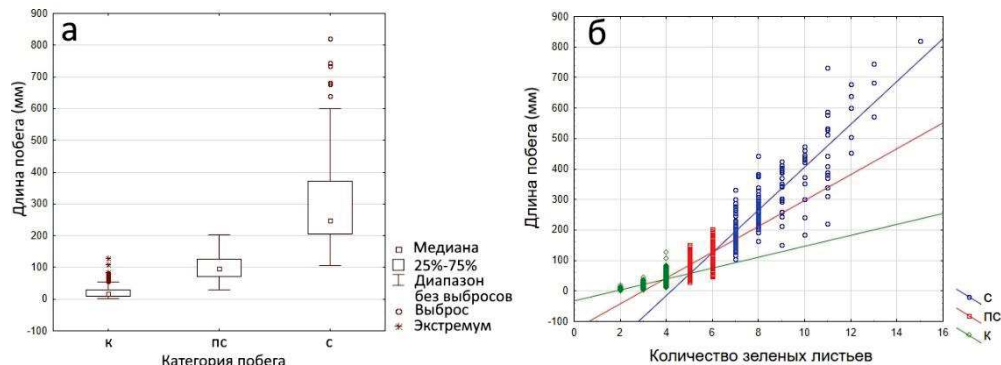 а
Длина побега (мм)
900
800
700
600
500
400
300
200
100
0
-100
к
пс
с
Категория побега
Медиана
25%-75%
Диапазон
без выбросов
Выброс
Экстремум
б
Длина побега (мм)
900
800
700
600
500
400
300
200
100
0
-100
0
2
4
6
8
10
12
14
16
Количество зеленых листьев
С
ПС
К